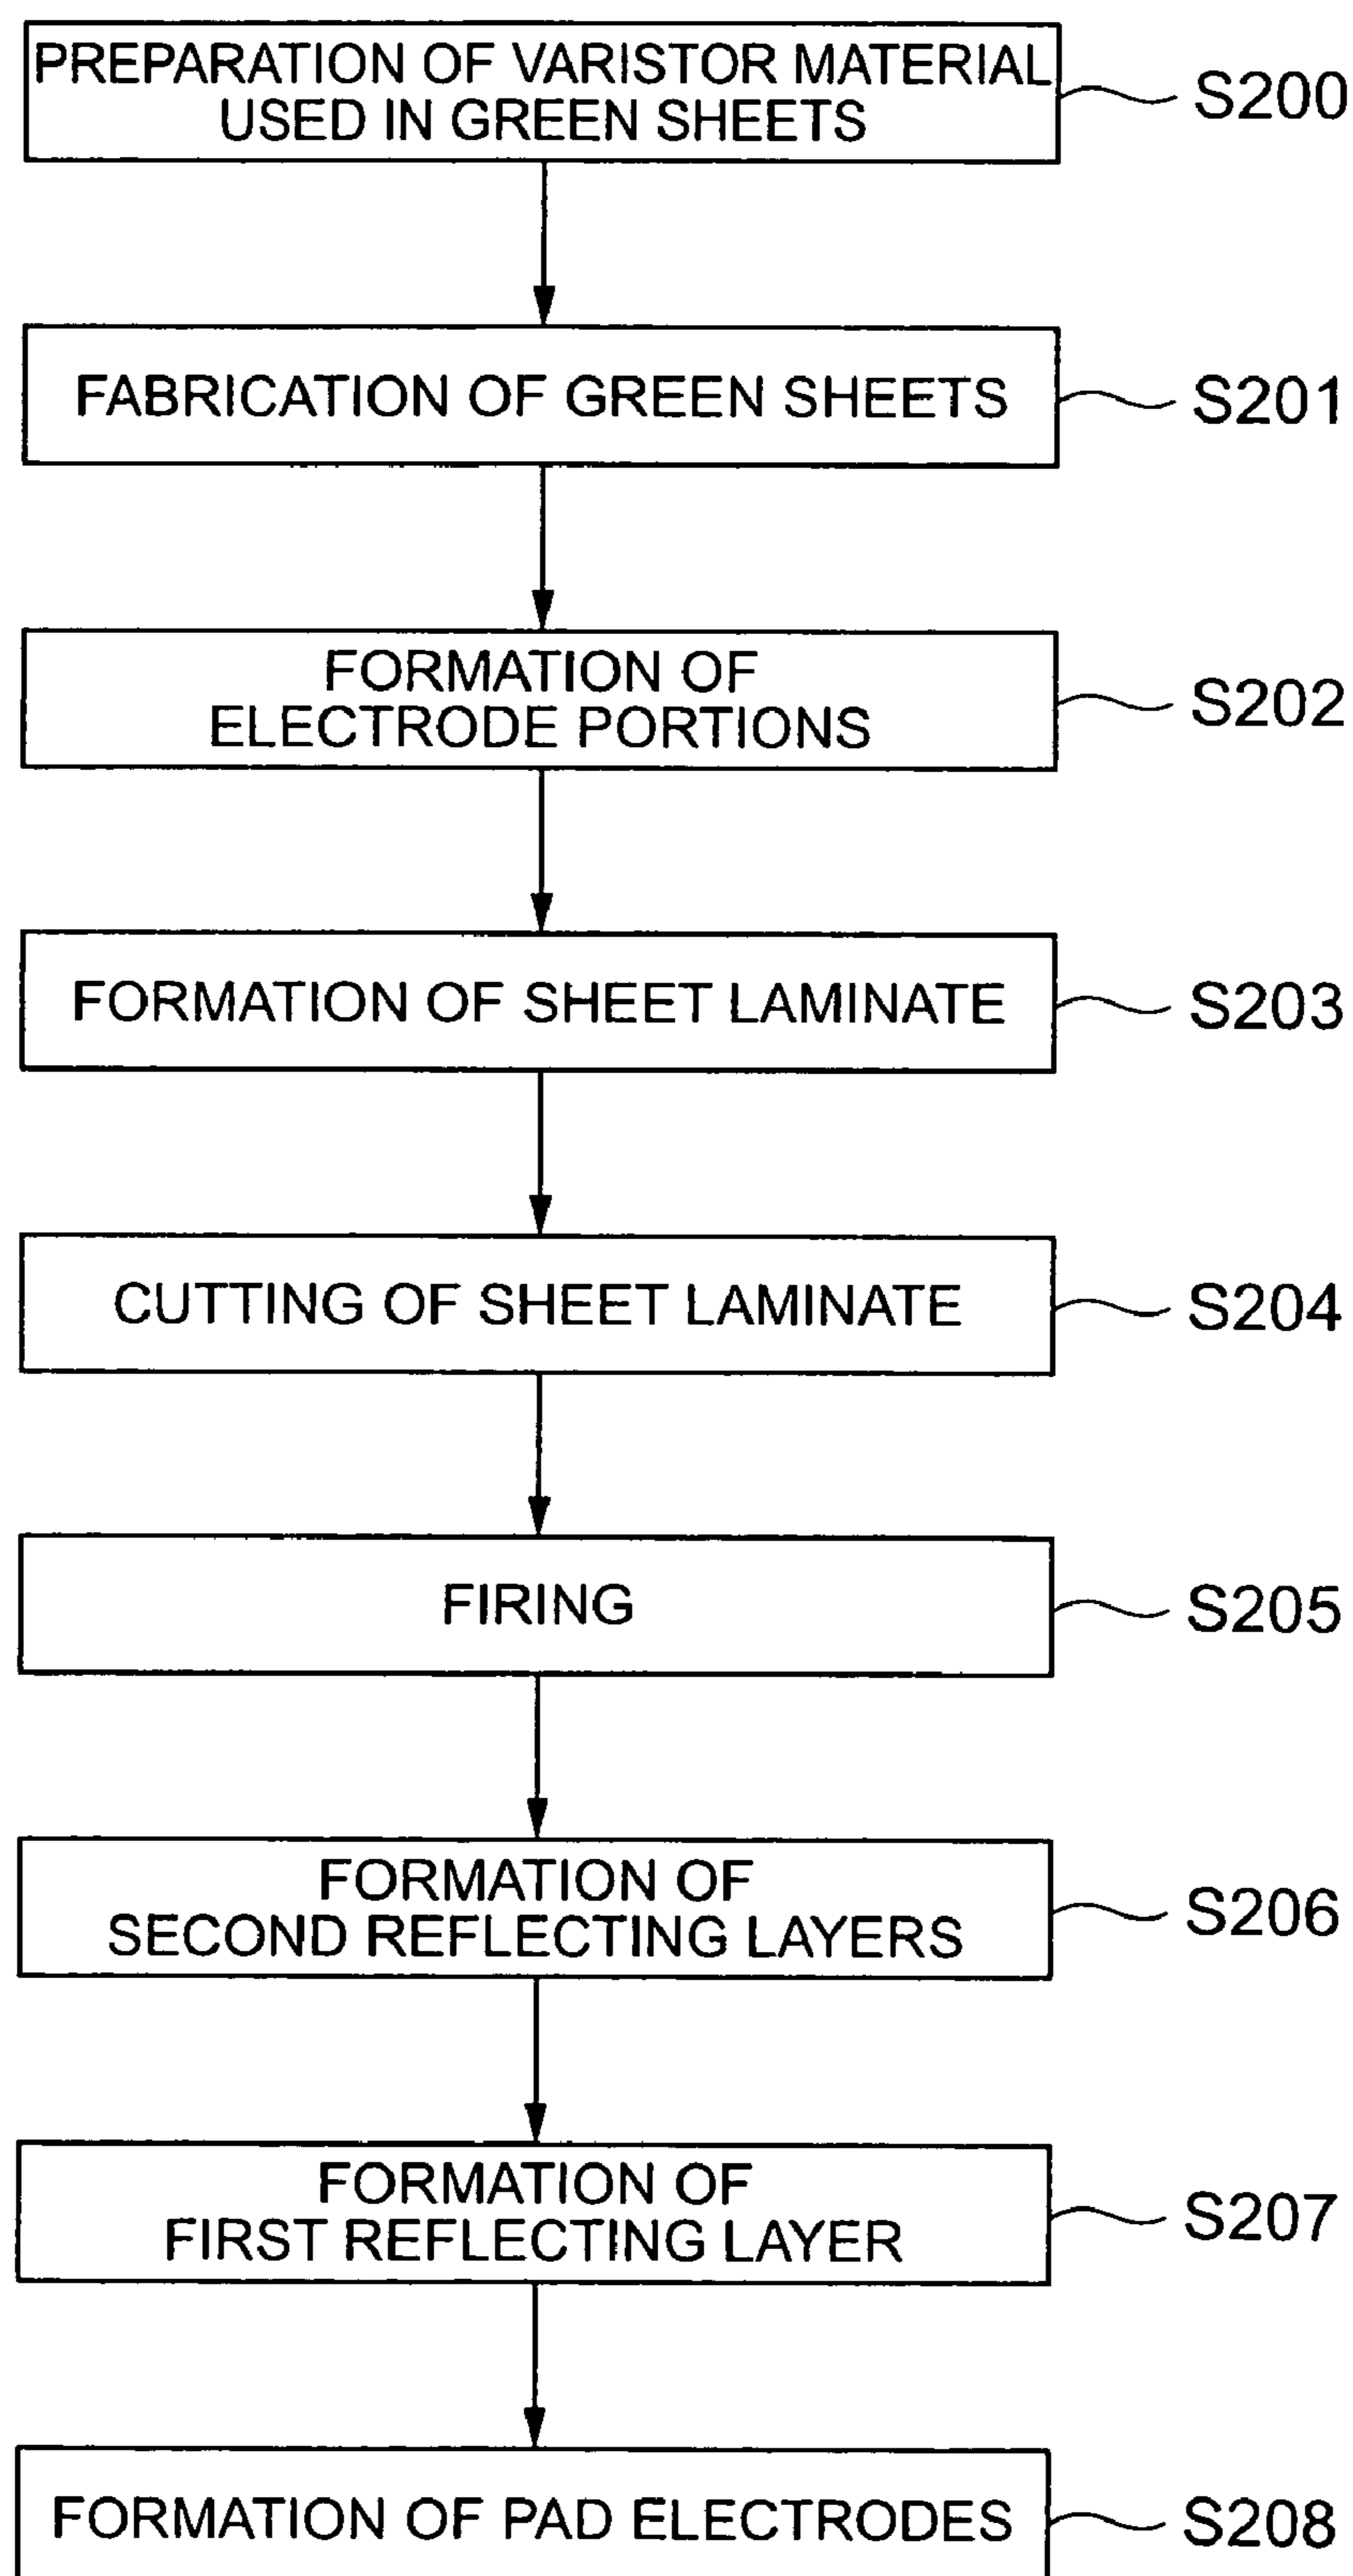 PREPARATION OF VARISTOR MATERIAL
USED IN GREEN SHEETS
S200
FABRICATION OF GREEN SHEETS
S201
FORMATION OF
ELECTRODE PORTIONS
S202
FORMATION OF SHEET LAMINATE
S203
CUTTING OF SHEET LAMINATE
S204
FIRING
S205
FORMATION OF
SECOND REFLECTING LAYERS
S206
FORMATION OF
FIRST REFLECTING LAYER
S207
FORMATION OF PAD ELECTRODES
S208